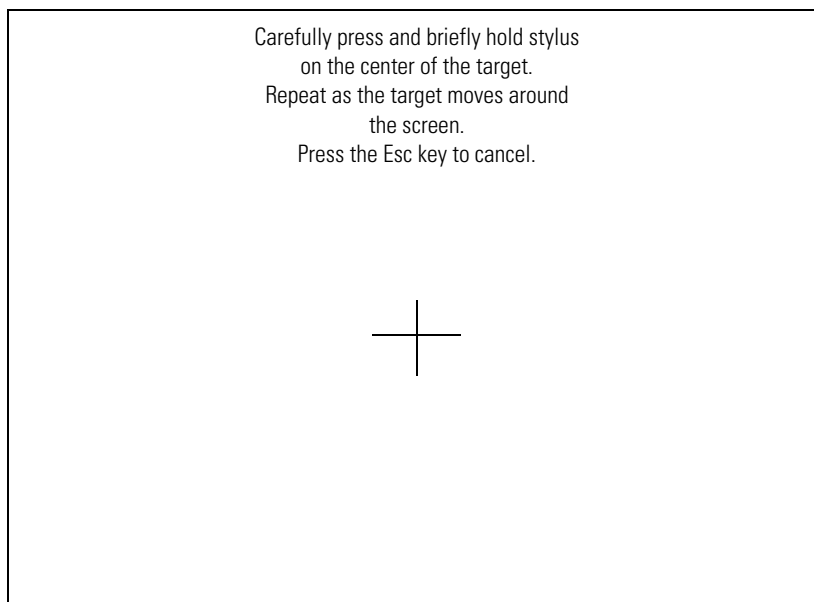 Carefully press and briefly hold stylus
on the center of the target.
Repeat as the target moves around
the screen.
Press the Esc key to cancel.